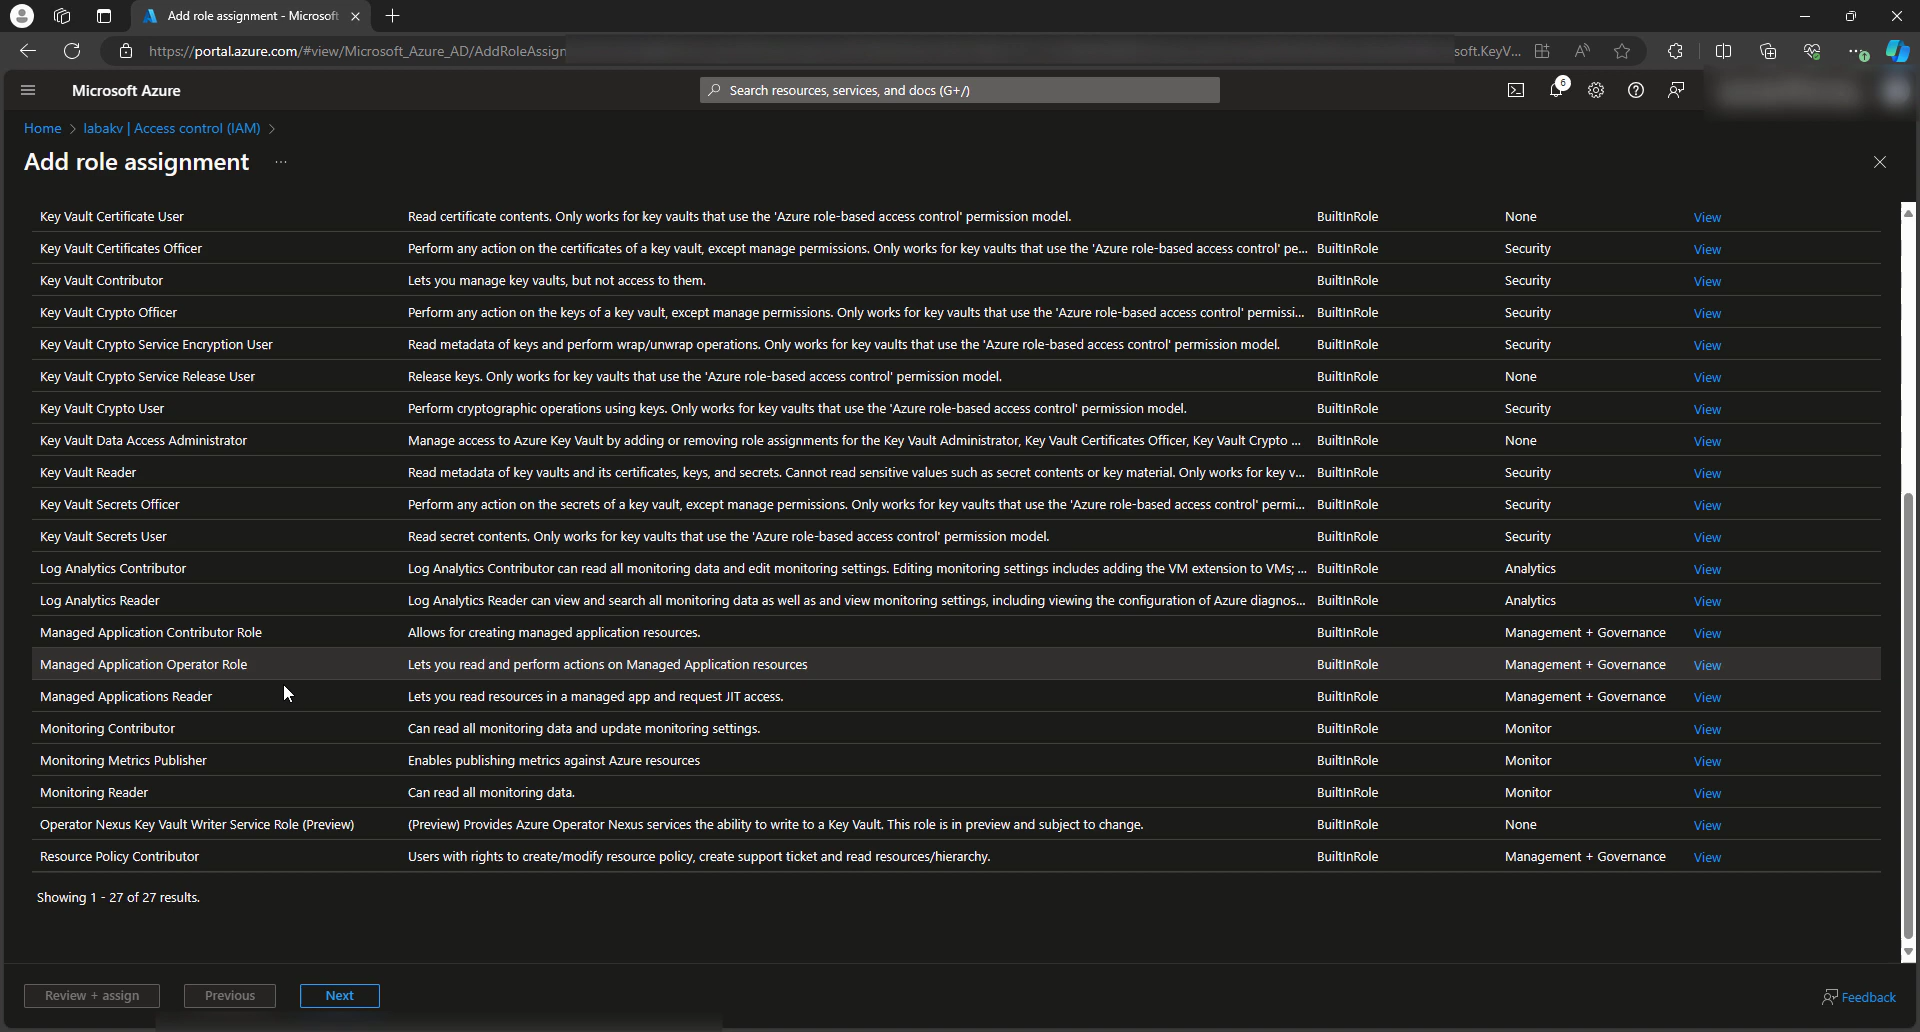 Add role assignment - Microsoft
https://portal.azure.com/#view/Microsoft_Azure_AD/AddRoleAssign soft.KeyV...
Microsoft Azure
Search resources, services, and docs (G+/)
6
Home > labakv | Access control (IAM) >
Add role assignment ...
Key Vault Certificate User Read certificate contents. Only works for key vaults that use the 'Azure role-based access control' permission model. BuiltInRole None View
Key Vault Certificates Officer Perform any action on the certificates of a key vault, except manage permissions. Only works for key vaults that use the 'Azure role-based access control' pe... BuiltInRole Security View
Key Vault Contributor Lets you manage key vaults, but not access to them. BuiltInRole Security View
Key Vault Crypto Officer Perform any action on the keys of a key vault, except manage permissions. Only works for key vaults that use the 'Azure role-based access control' permissi... BuiltInRole Security View
Key Vault Crypto Service Encryption User Read metadata of keys and perform wrap/unwrap operations. Only works for key vaults that use the 'Azure role-based access control' permission model. BuiltInRole Security View
Key Vault Crypto Service Release User Release keys. Only works for key vaults that use the 'Azure role-based access control' permission model. BuiltInRole None View
Key Vault Crypto User Perform cryptographic operations using keys. Only works for key vaults that use the 'Azure role-based access control' permission model. BuiltInRole Security View
Key Vault Data Access Administrator Manage access to Azure Key Vault by adding or removing role assignments for the Key Vault Administrator, Key Vault Certificates Officer, Key Vault Crypto ... BuiltInRole None View
Key Vault Reader Read metadata of key vaults and its certificates, keys, and secrets. Cannot read sensitive values such as secret contents or key material. Only works for key v... BuiltInRole Security View
Key Vault Secrets Officer Perform any action on the secrets of a key vault, except manage permissions. Only works for key vaults that use the 'Azure role-based access control' permi... BuiltInRole Security View
Key Vault Secrets User Read secret contents. Only works for key vaults that use the 'Azure role-based access control' permission model. BuiltInRole Security View
Log Analytics Contributor Log Analytics Contributor can read all monitoring data and edit monitoring settings. Editing monitoring settings includes adding the VM extension to VMs; ... BuiltInRole Analytics View
Log Analytics Reader Log Analytics Reader can view and search all monitoring data as well as and view monitoring settings, including viewing the configuration of Azure diagnos... BuiltInRole Analytics View
Managed Application Contributor Role Allows for creating managed application resources. BuiltInRole Management + Governance View
Managed Application Operator Role Lets you read and perform actions on Managed Application resources BuiltInRole Management + Governance View
Managed Applications Reader Lets you read resources in a managed app and request JIT access. BuiltInRole Management + Governance View
Monitoring Contributor Can read all monitoring data and update monitoring settings. BuiltInRole Monitor View
Monitoring Metrics Publisher Enables publishing metrics against Azure resources BuiltInRole Monitor View
Monitoring Reader Can read all monitoring data. BuiltInRole Monitor View
Operator Nexus Key Vault Writer Service Role (Preview) (Preview) Provides Azure Operator Nexus services the ability to write to a Key Vault. This role is in preview and subject to change. BuiltInRole None View
Resource Policy Contributor Users with rights to create/modify resource policy, create support ticket and read resources/hierarchy. BuiltInRole Management + Governance View
Showing 1 - 27 of 27 results.
Review + assign Previous Next Feedback